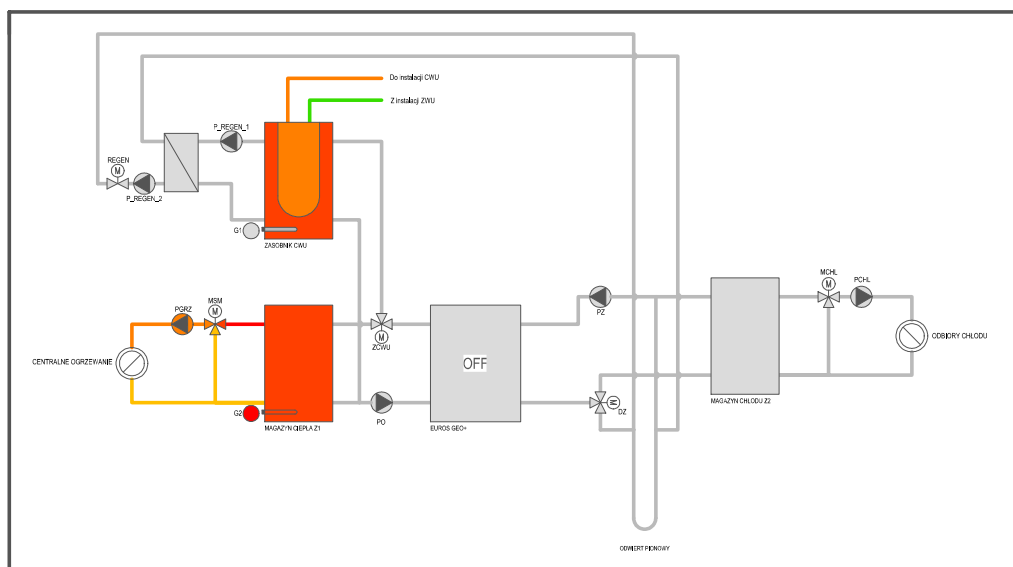 Do instalacji CWU
Z instalacji ZWU
P_REGEN_1
REGEN
M
P_REGEN_2
G1
ZASOBNIK CWU
MSM
M
PGRZ
CENTRALNE OGRZEWANIE
G2
MAGAZYN CIEPŁA Z1
M
ZCWU
PO
OFF
EUROS GEO+
PZ
M
DZ
MAGAZYN CHŁODU Z2
MCHL
M
PCHL
ODBIORY CHŁODU
ODWIERT PIONOWY